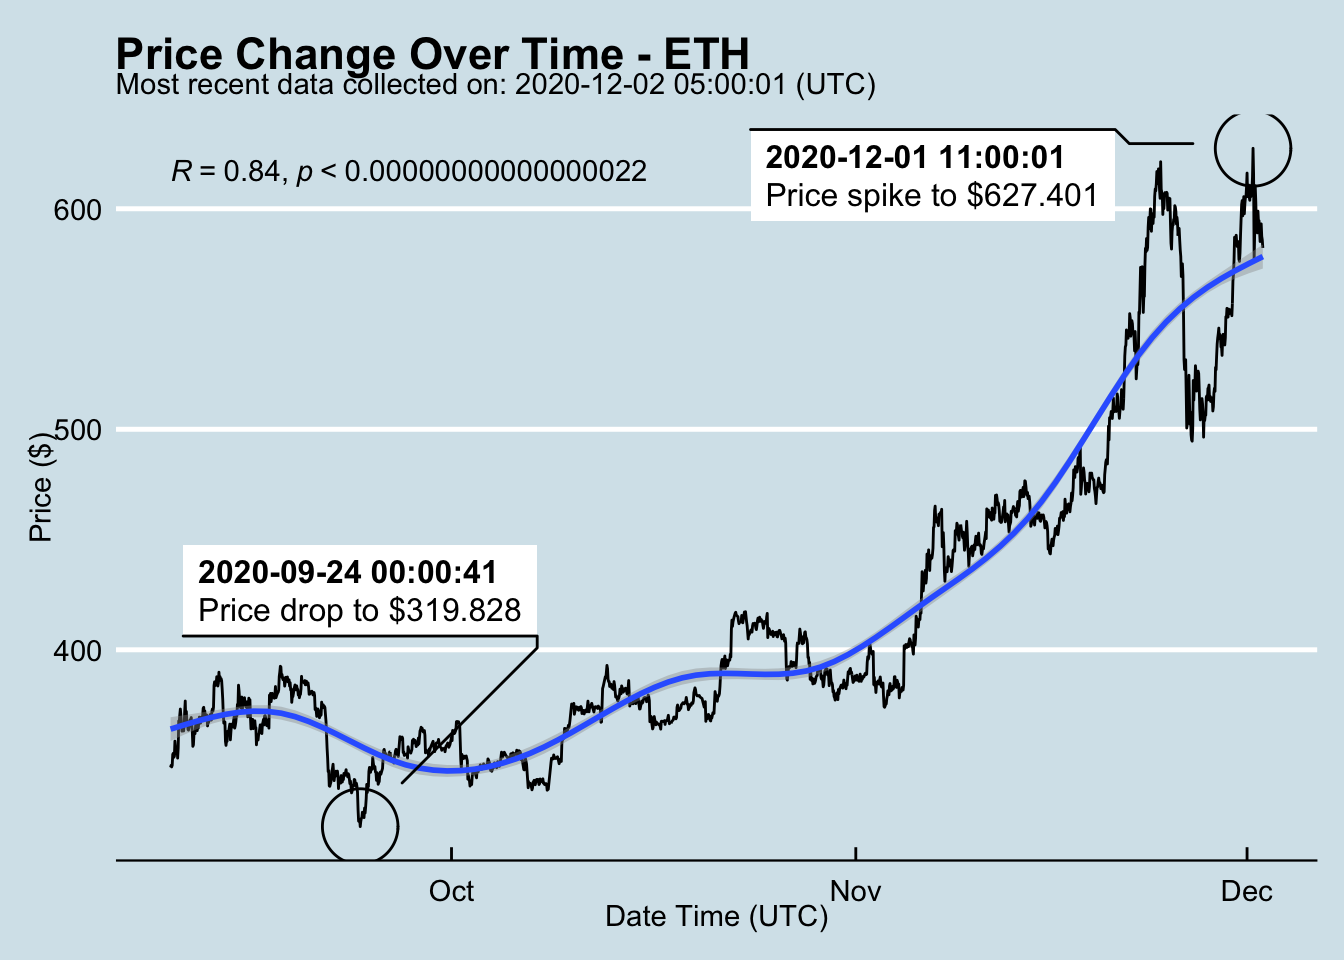 Price Change Over Time - ETH
Most recent data collected on: 2020-12-02 05:00:01 (UTC)
R = 0.84, p < 0.00000000000000022
2020-12-01 11:00:01
Price spike to $627.401
600
500
Price ($)
2020-09-24 00:00:41
Price drop to $319.828
400
Oct
Nov
Dec
Date Time (UTC)